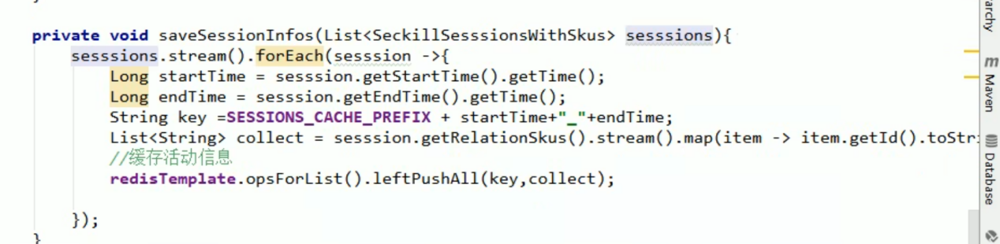 private void saveSessionInfos(List<SeckillSesssionsWithSkus> sesssions){
sesssions.stream().forEach(sesssion ->{
Long startTime = sesssion.getStartTime().getTime();
Long endTime = sesssion.getEndTime().getTime();
String key =SESSIONS_CACHE_PREFIX + startTime+"_"+endTime;
List<String> collect = sesssion.getRelationSkus().stream().map(item -> item.getId().toStri
//缓存活动信息
redisTemplate.opsForList().leftPushAll(key,collect);
});
}
archy
Maven
Database